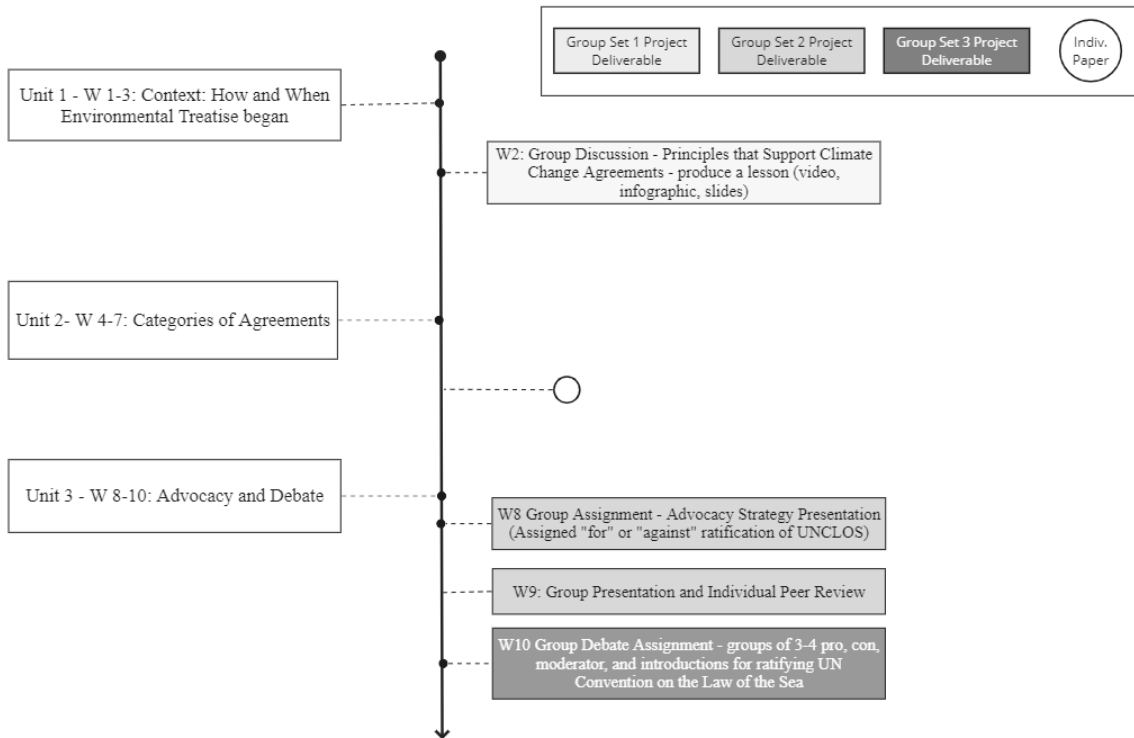 Group Set 1 Project
Deliverable
Group Set 2 Project
Deliverable
Group Set 3 Project
Deliverable
Indiv.
Paper
Unit 1 - W 1-3: Context: How and When
Environmental Treatise began
W2: Group Discussion - Principles that Support Climate
Change Agreements - produce a lesson (video,
infographic, slides)
Unit 2- W 4-7: Categories of Agreements
Unit 3 - W 8-10: Advocacy and Debate
W8 Group Assignment - Advocacy Strategy Presentation
(Assigned "for" or "against" ratification of UNCLOS)
W9: Group Presentation and Individual Peer Review
W10 Group Debate Assignment - groups of 3-4 pro, con,
moderator, and introductions for ratifying UN
Convention on the Law of the Sea